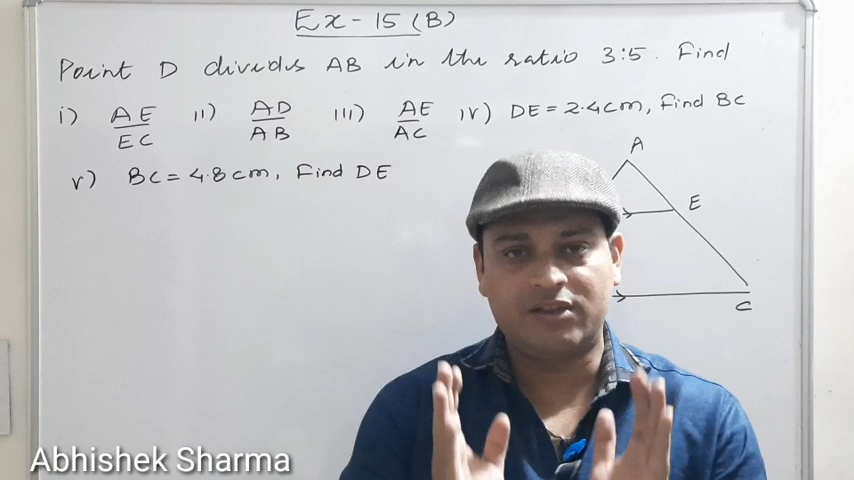 Ex-15 (B)
Point D divides AB in the ratio 3:5. Find
i) AE/EC ii) AD/AB iii) AE/AC iv) DE = 2.4cm, Find BC
v) BC = 4.8cm, Find DE
A
E
C
Abhishek Sharma